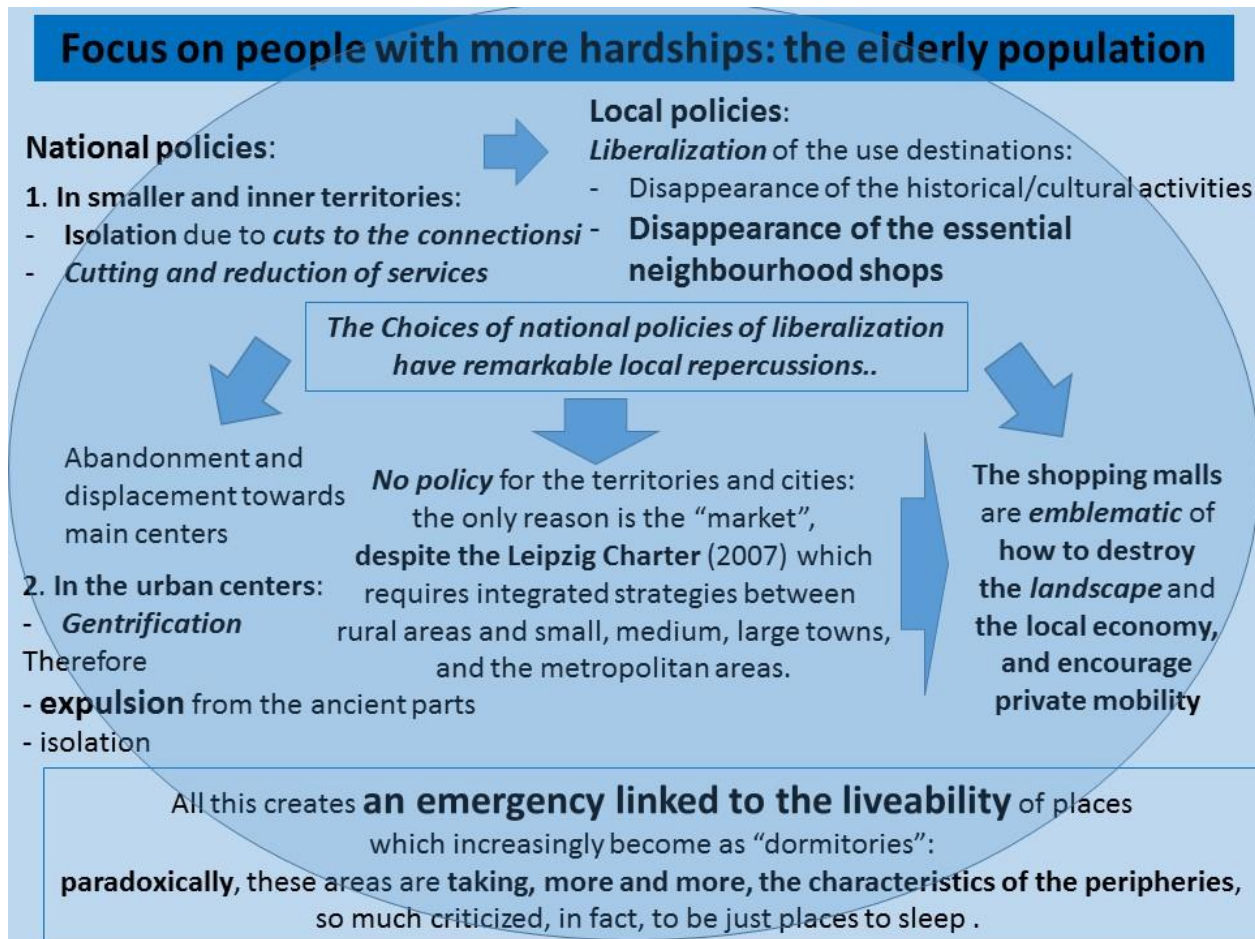 Focus on people with more hardships: the elderly population
National policies:
1. In smaller and inner territories:
- Isolation due to cuts to the connectionsi
- Cutting and reduction of services
Local policies:
Liberalization of the use destinations:
- Disappearance of the historical/cultural activities
- Disappearance of the essential
neighbourhood shops
The Choices of national policies of liberalization
have remarkable local repercussions..
Abandonment and
displacement towards
main centers
2. In the urban centers:
- Gentrification
Therefore
- expulsion from the ancient parts
- isolation
No policy for the territories and cities:
the only reason is the “market”,
despite the Leipzig Charter (2007) which
requires integrated strategies between
rural areas and small, medium, large towns,
and the metropolitan areas.
The shopping malls
are emblematic of
how to destroy
the landscape and
the local economy,
and encourage
private mobility
All this creates an emergency linked to the liveability of places
which increasingly become as “dormitories”:
paradoxically, these areas are taking, more and more, the characteristics of the peripheries,
so much criticized, in fact, to be just places to sleep .